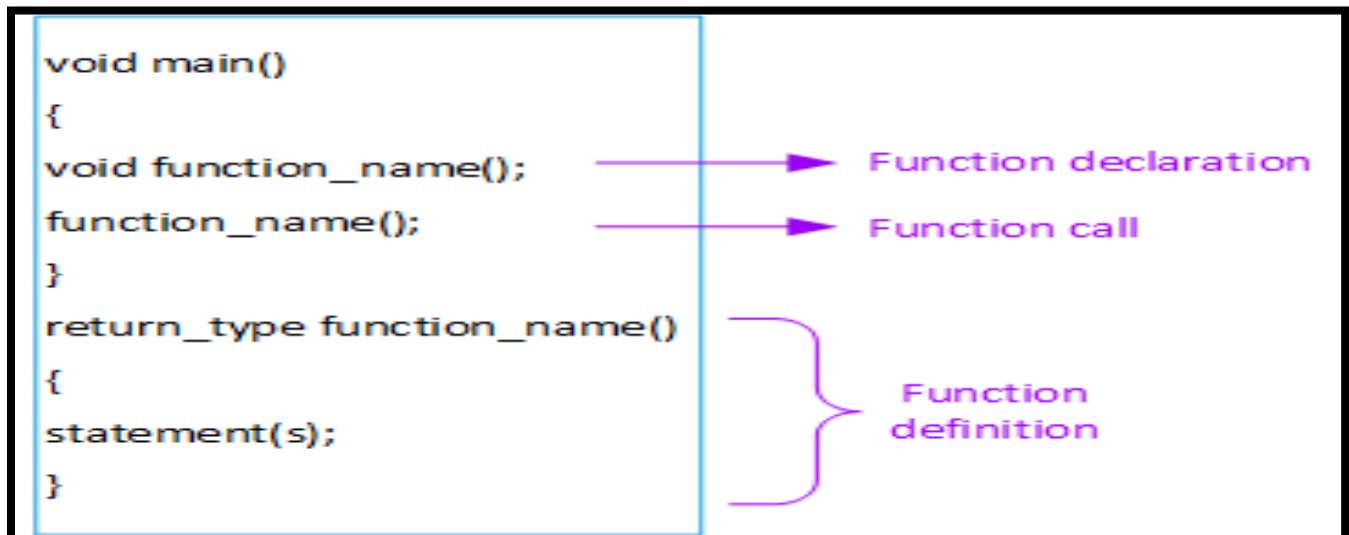 void main()
{
void function_name();
Function declaration
function_name();
Function call
}
return_type function_name()
{
statement(s);
}
Function
definition